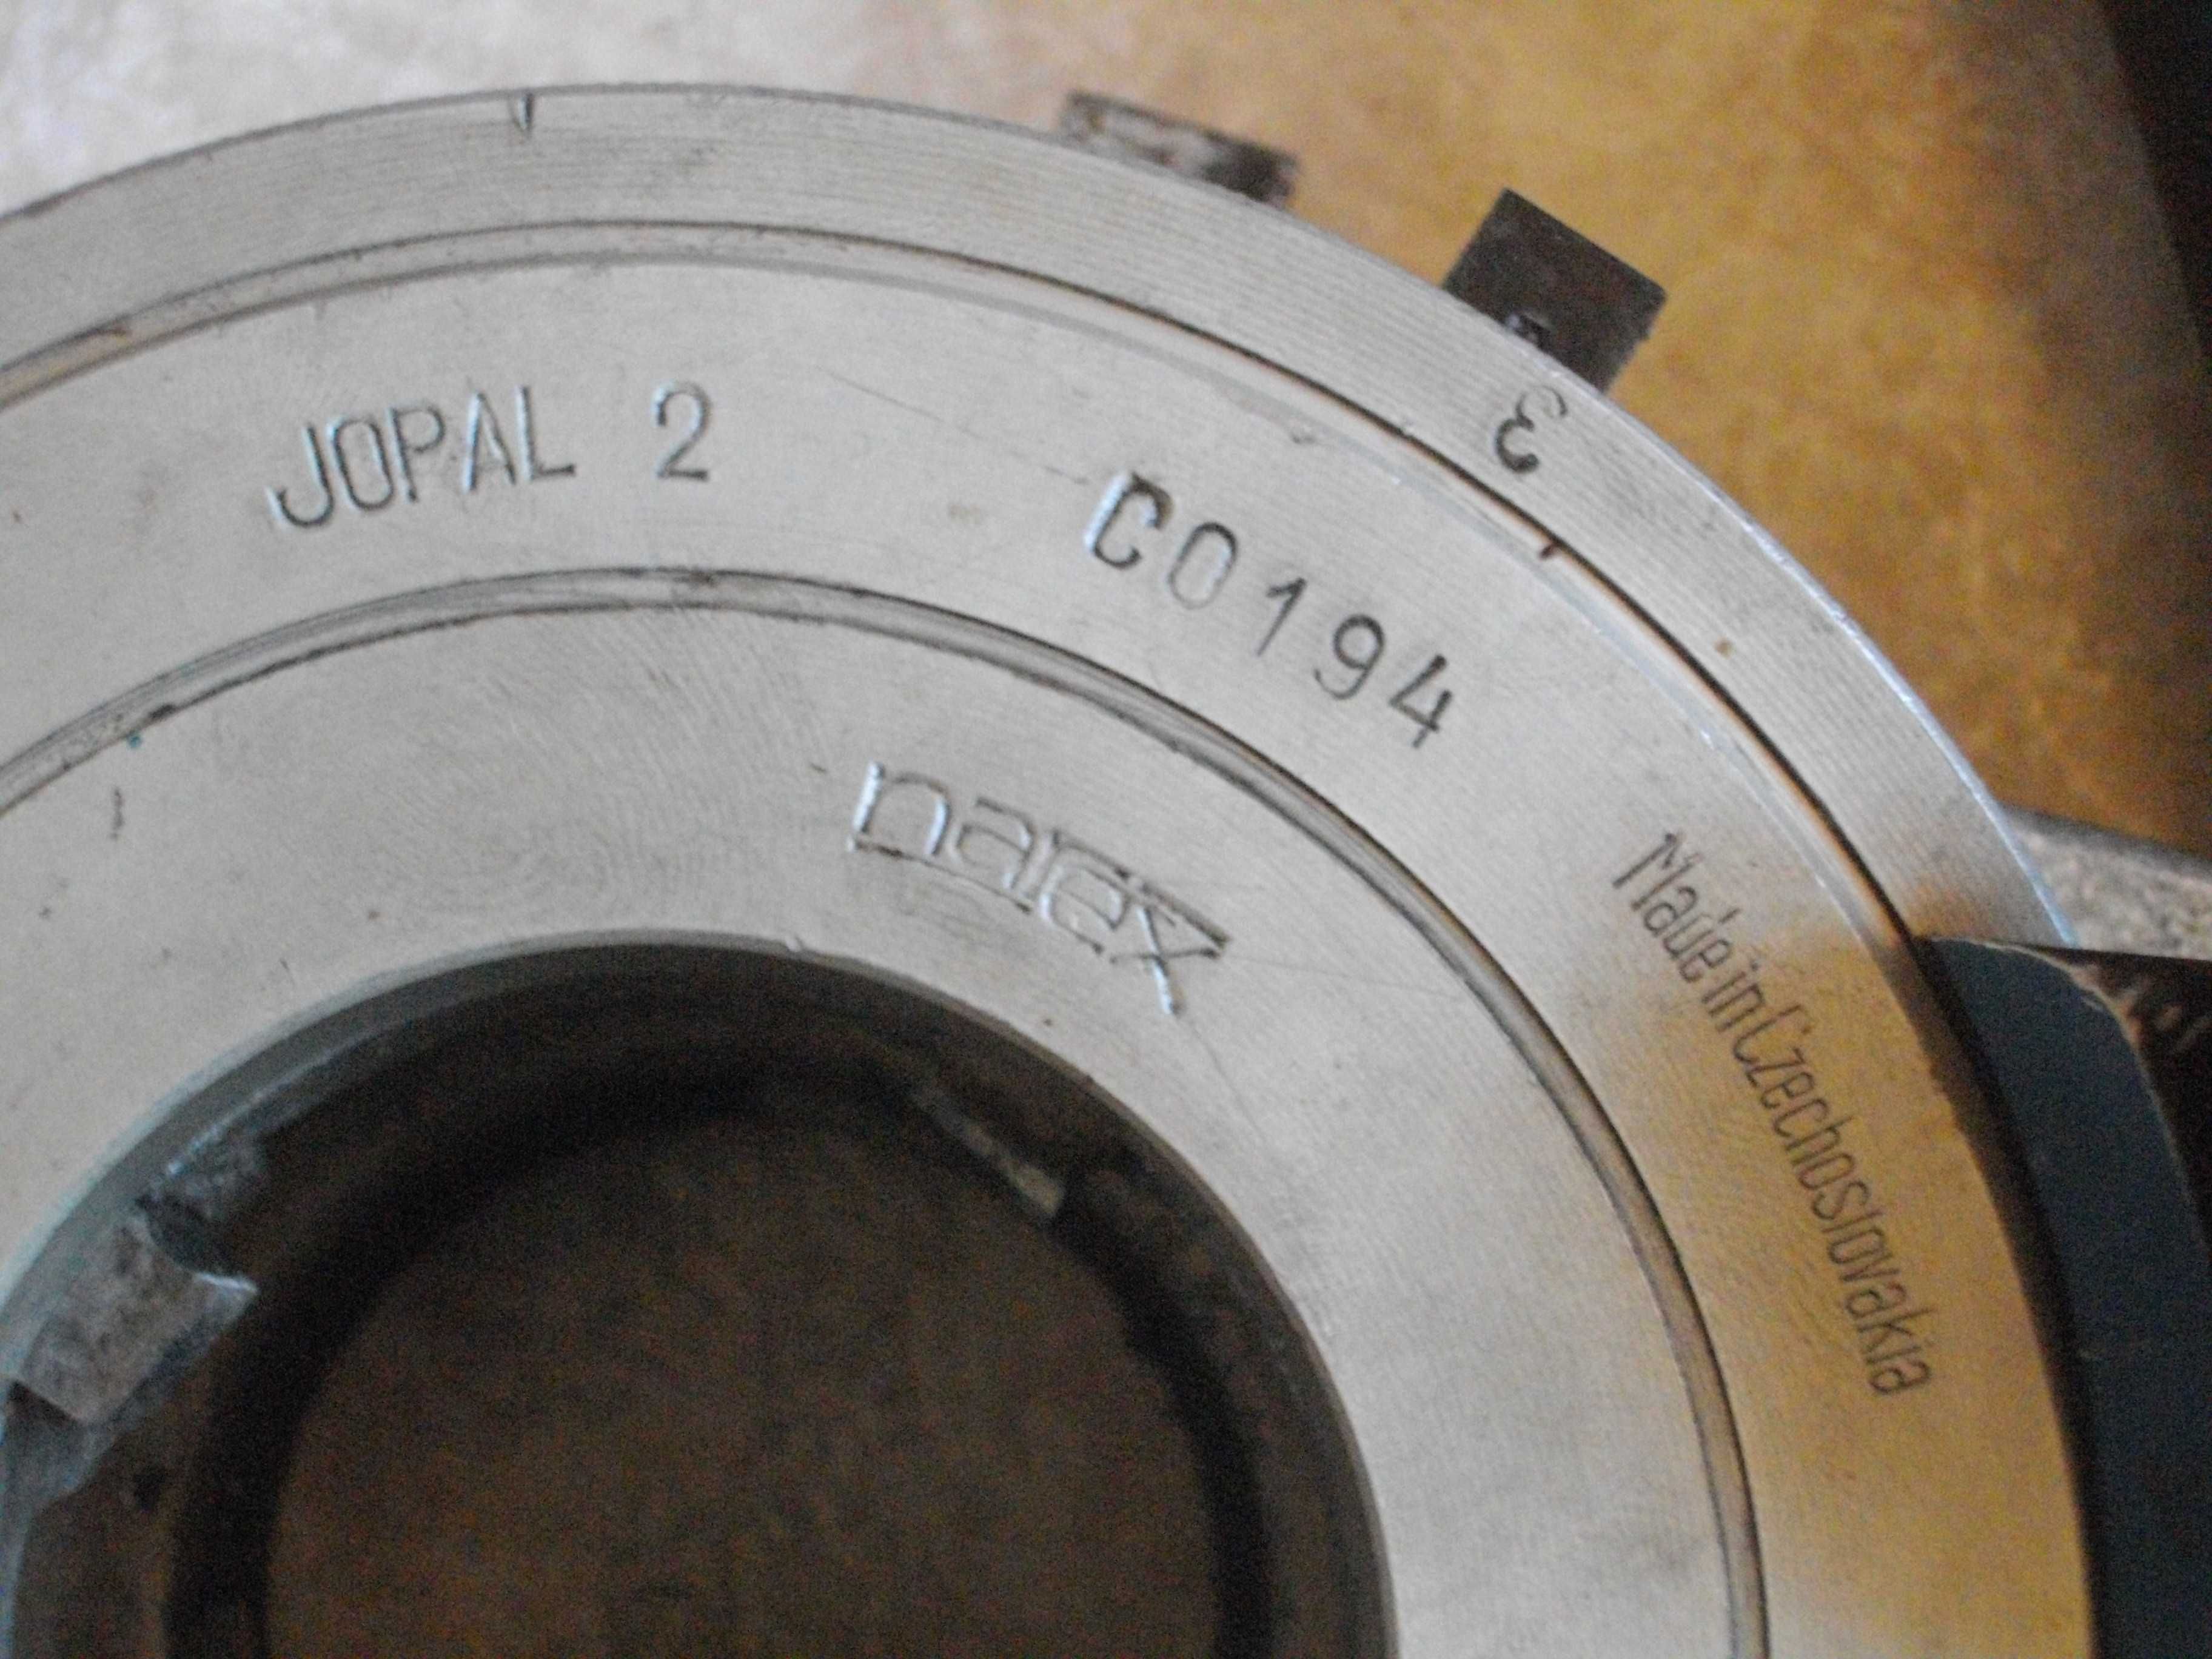 JOPAL 2
C0194
3
narex
Made in Czechoslovakia